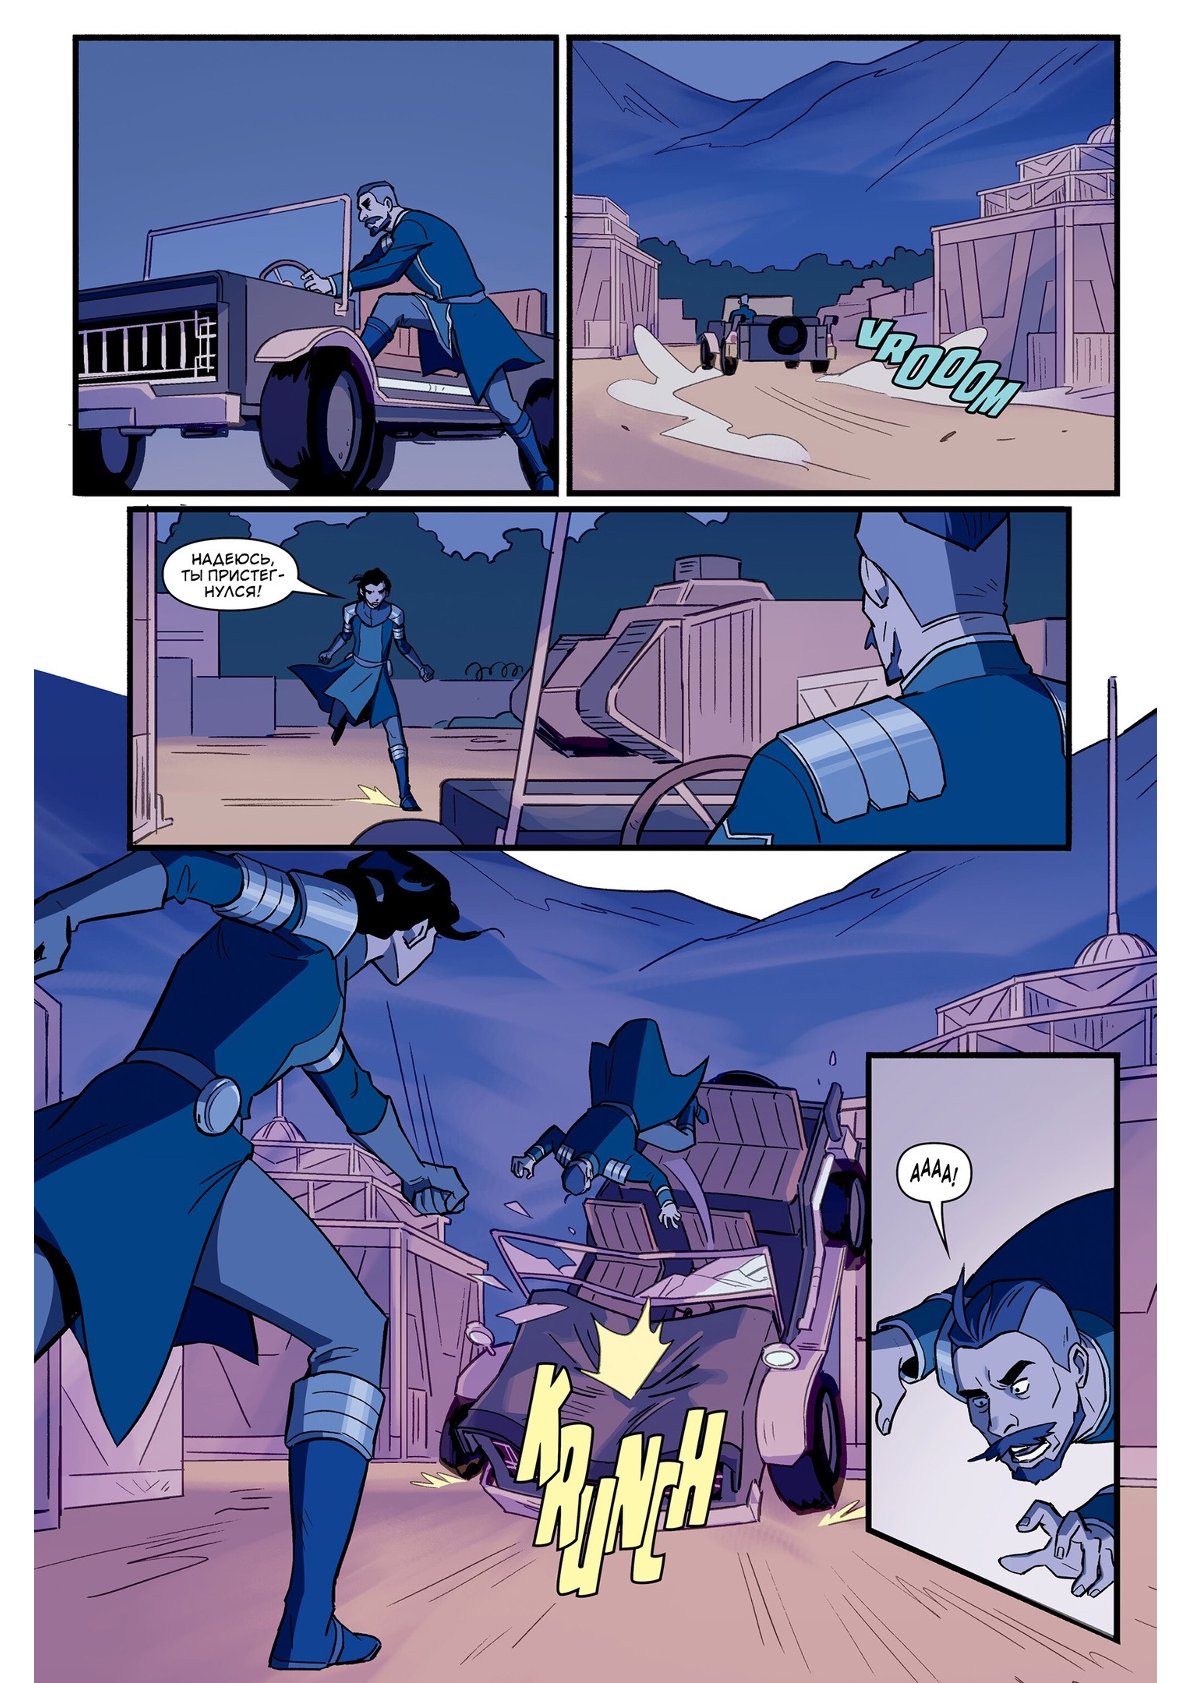 VROOOM
НАДЕЮСЬ,
ТЫ ПРИСТЕГ-
НУЛСЯ!
АААА!
KRUNCH